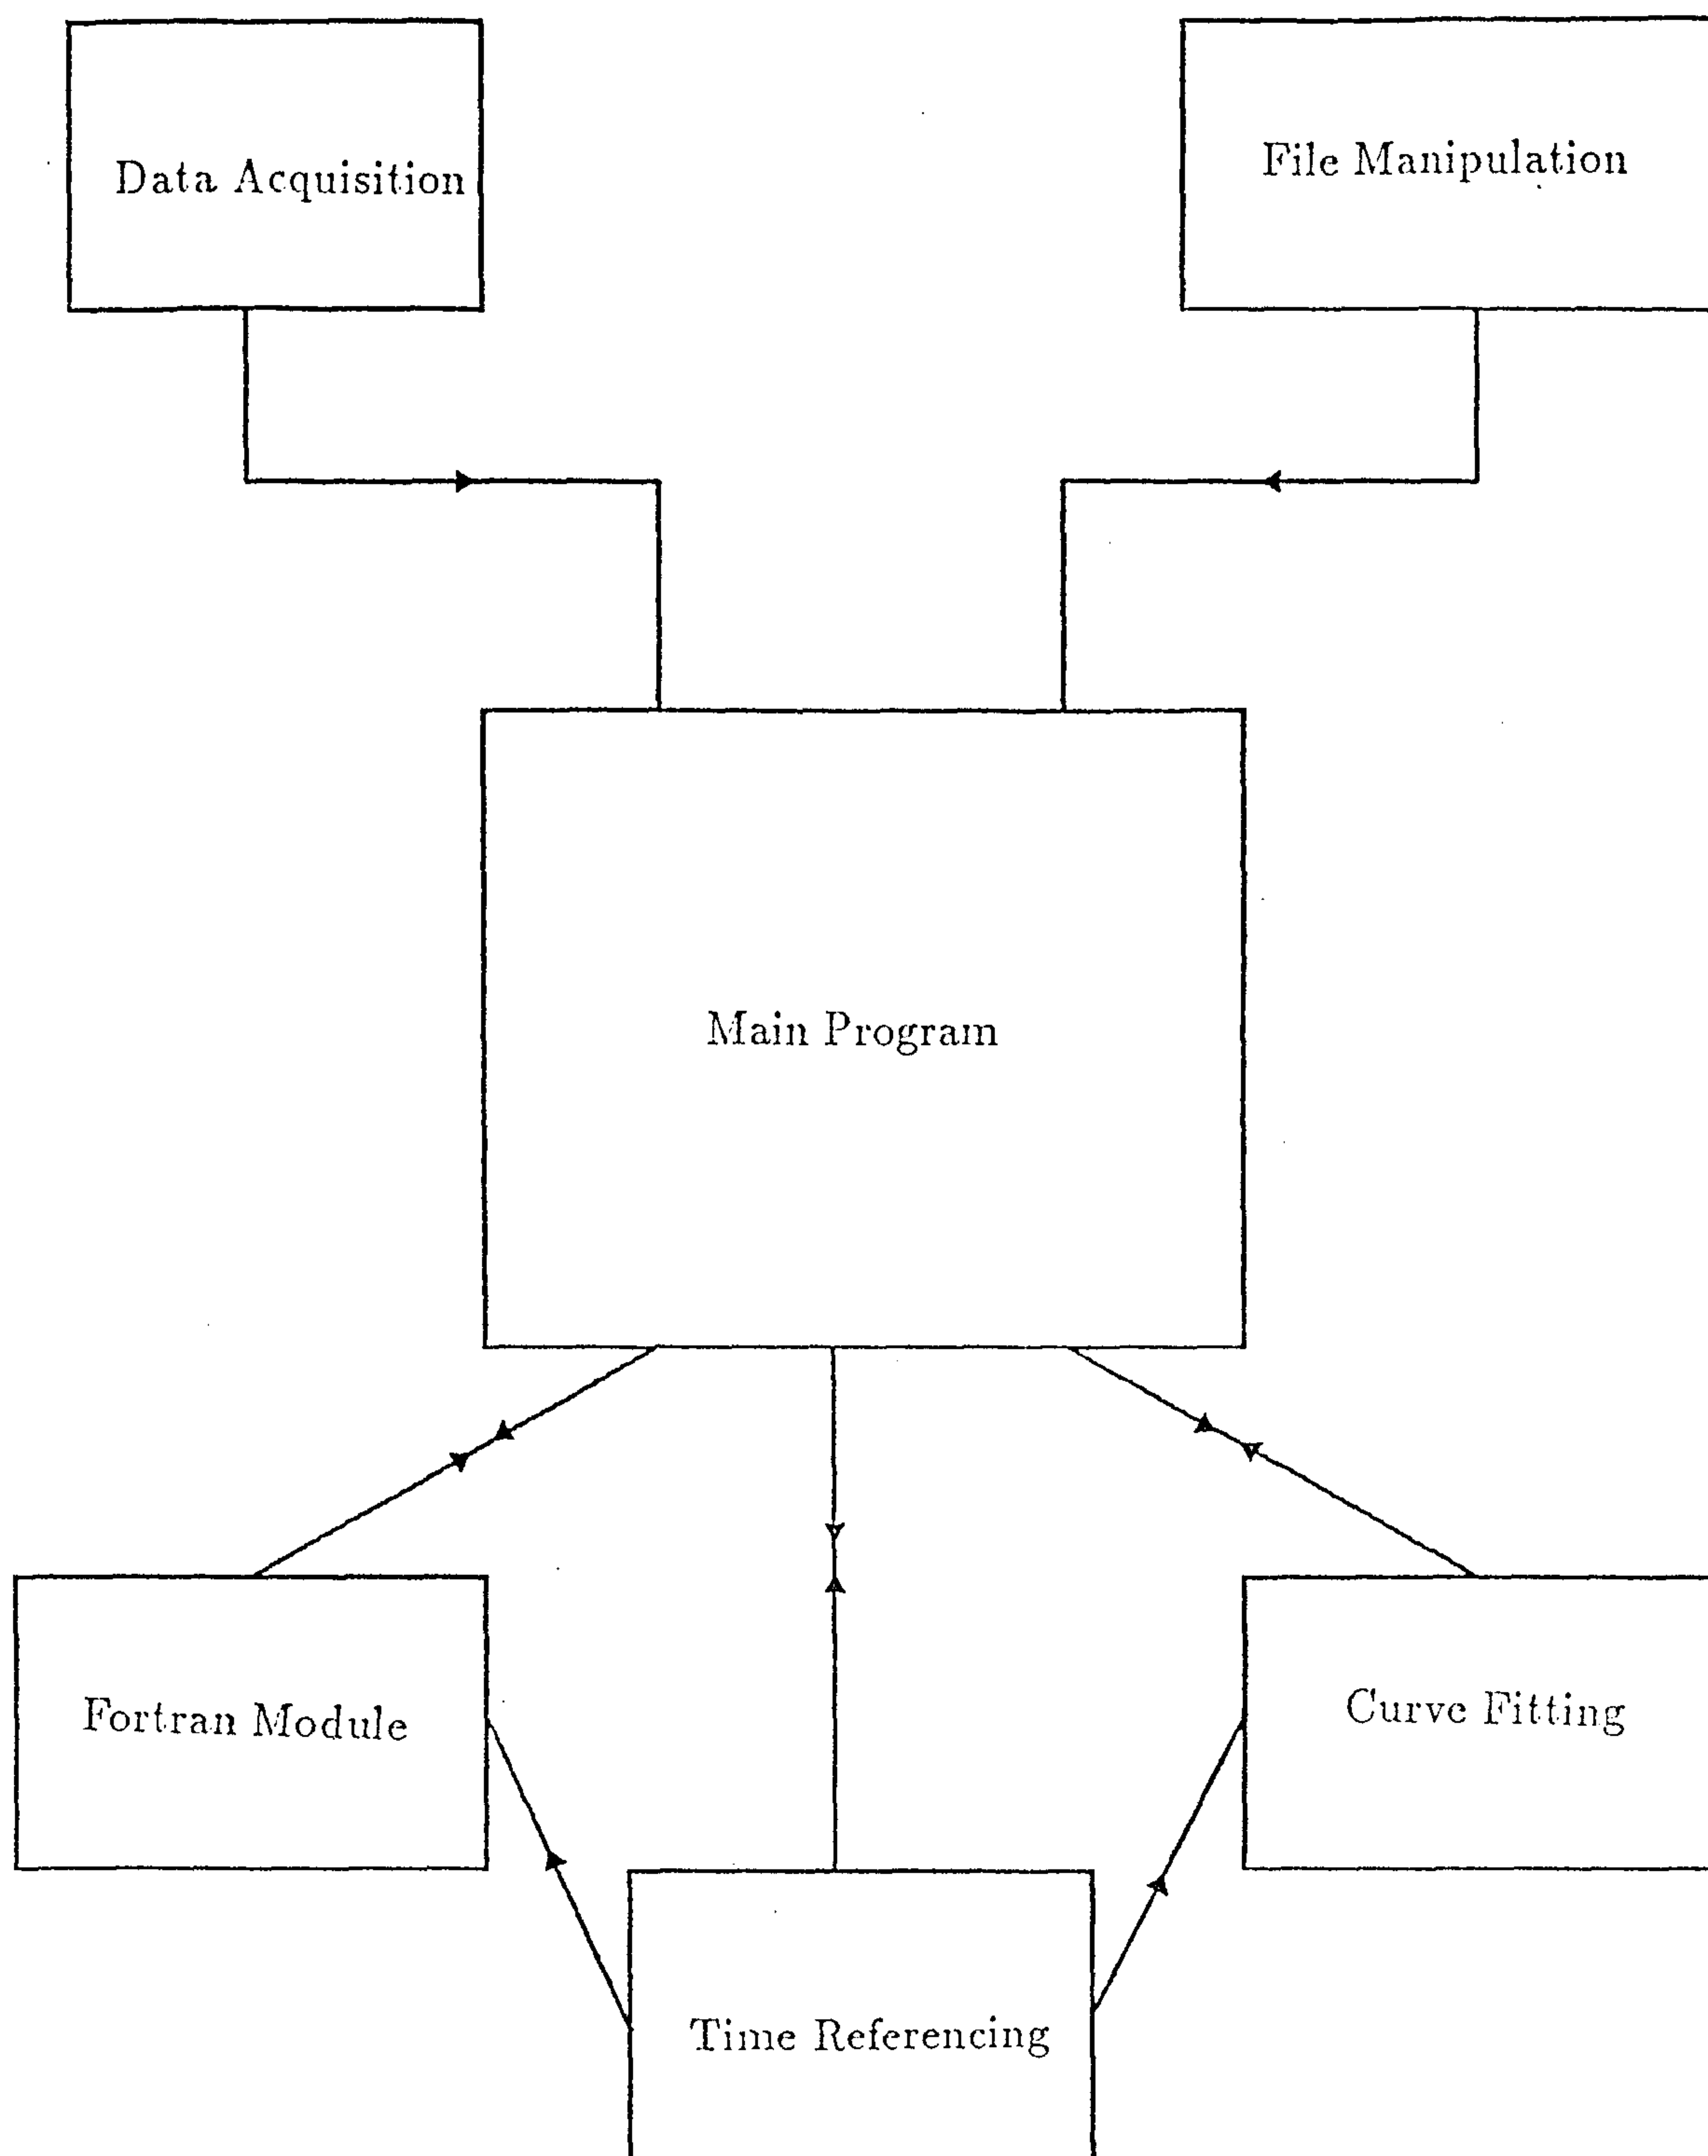 Data Acquisition
File Manipulation
Main Program
Fortran Module
Curve Fitting
Time Referencing